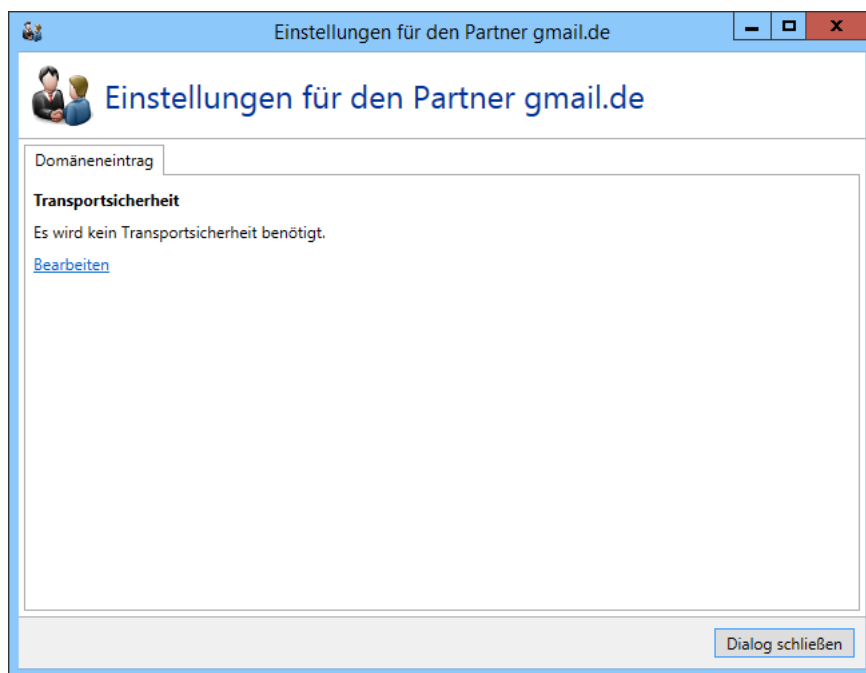 Einstellungen für den Partner gmail.de
Einstellungen für den Partner gmail.de
Domäneneintrag
Transportsicherheit
Es wird kein Transportsicherheit benötigt.
Bearbeiten
Dialog schließen